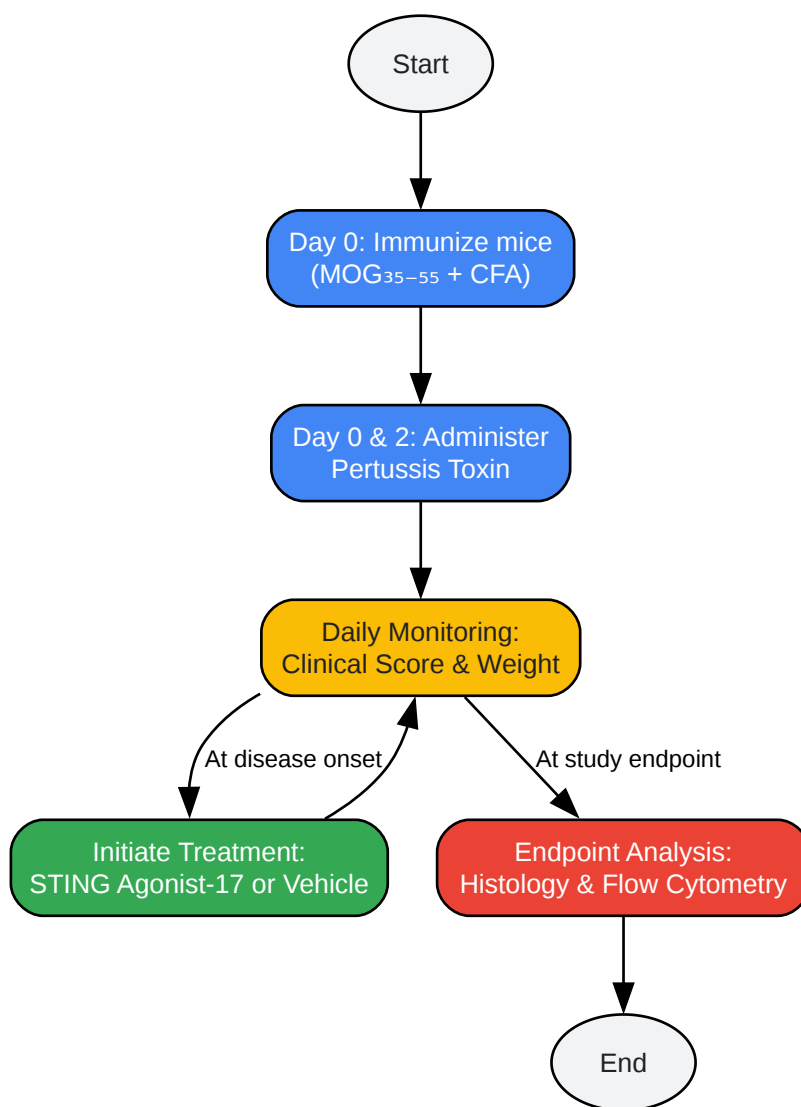 Start
Day 0: Immunize mice
(MOG₃₅₋₅₅ + CFA)
Day 0 & 2: Administer
Pertussis Toxin
Daily Monitoring:
Clinical Score & Weight
At disease onset
At study endpoint
Initiate Treatment:
STING Agonist-17 or Vehicle
Endpoint Analysis:
Histology & Flow Cytometry
End